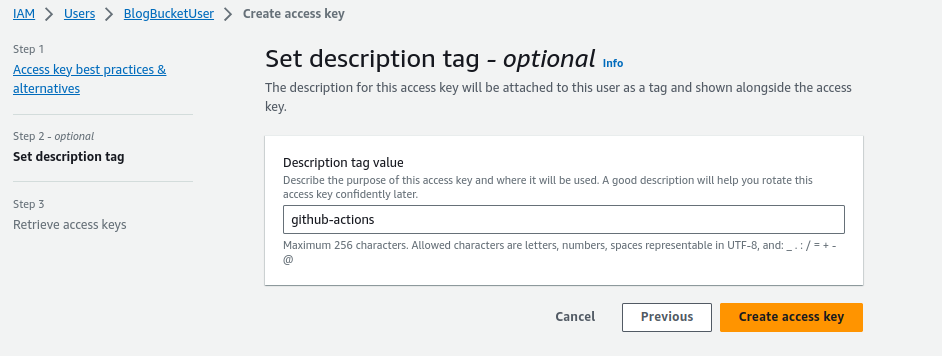 IAM > Users > BlogBucketUser > Create access key
Step 1
Access key best practices &
alternatives
Step 2 - optional
Set description tag
Step 3
Retrieve access keys
Set description tag - optional Info
The description for this access key will be attached to this user as a tag and shown alongside the access
key.
Description tag value
Describe the purpose of this access key and where it will be used. A good description will help you rotate this
access key confidently later.
github-actions
Maximum 256 characters. Allowed characters are letters, numbers, spaces representable in UTF-8, and: _ . : / = + -
@
Cancel Previous Create access key